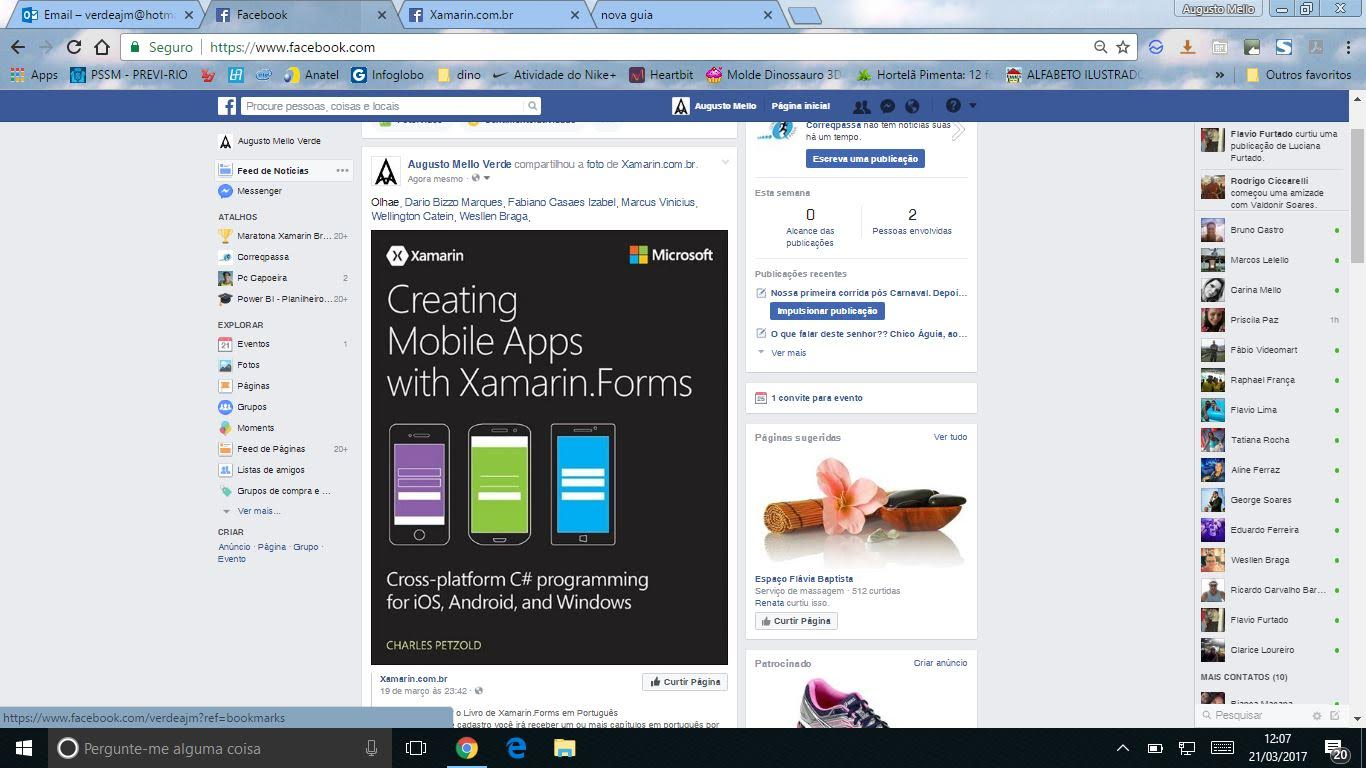 Email – verdeajm@hotm
Facebook
Xamarin.com.br
nova guia
Augusto Mello
Seguro
https://www.facebook.com
Apps
PSSM - PREVI-RIO
Anatel
Infoglobo
dino
Atividade do Nike+
Heartbit
Molde Dinossauro 3D
Hortelã Pimenta: 12 f
ALFABETO ILUSTRAD
»
Outros favoritos
Procure pessoas, coisas e locais
Augusto Mello
Página inicial
Augusto Mello Verde
Feed de Notícias
Messenger
ATALHOS
Maratona Xamarin Br... 20+
Correqpassa
Pc Capoeira 2
Power BI - Planilheiro... 20+
EXPLORAR
Eventos 1
Fotos
Páginas
Grupos
Moments
Feed de Páginas 20+
Listas de amigos
Grupos de compra e ...
Ver mais...
CRIAR
Anúncio · Página · Grupo ·
Evento
Augusto Mello Verde compartilhou a foto de Xamarin.com.br.
Agora mesmo ·
Olhae, Dario Bizzo Marques, Fabiano Casaes Izabel, Marcus Vinicius,
Wellington Catein, Wesllen Braga,
Xamarin
Microsoft
Creating
Mobile Apps
with Xamarin.Forms
Cross-platform C# programming
for iOS, Android, and Windows
CHARLES PETZOLD
Xamarin.com.br
19 de março às 23:42 ·
Curtir Página
o Livro de Xamarin.Forms em Português
e cadastro você irá receber um ou mais capítulos em português por
Correqpassa não tem notícias suas
há um tempo.
Escreva uma publicação
Esta semana
0
Alcance das
publicações
2
Pessoas envolvidas
Publicações recentes
Nossa primeira corrida pós Carnaval. Depoi...
Impulsionar publicação
O que falar deste senhor?? Chico Águia, ao...
Ver mais
1 convite para evento
Páginas sugeridas
Ver tudo
Espaço Flávia Baptista
Serviço de massagem · 512 curtidas
Renata curtiu isso.
Curtir Página
Patrocinado
Criar anúncio
Flavio Furtado curtiu uma
publicação de Luciana
Furtado.
Rodrigo Ciccarelli
começou uma amizade
com Valdonir Soares.
Bruno Castro
Marcos Lelello
Carina Mello
Priscila Paz 1h
Fábio Videomart
Raphael França
Flavio Lima
Tatiana Rocha
Aline Ferraz
George Soares
Eduardo Ferreira
Wesllen Braga
Ricardo Carvalho Bar...
Flavio Furtado
Clarice Loureiro
MAIS CONTATOS (10)
Pesquisar
https://www.facebook.com/verdeajm?ref=bookmarks
Pergunte-me alguma coisa
12:07
21/03/2017
20